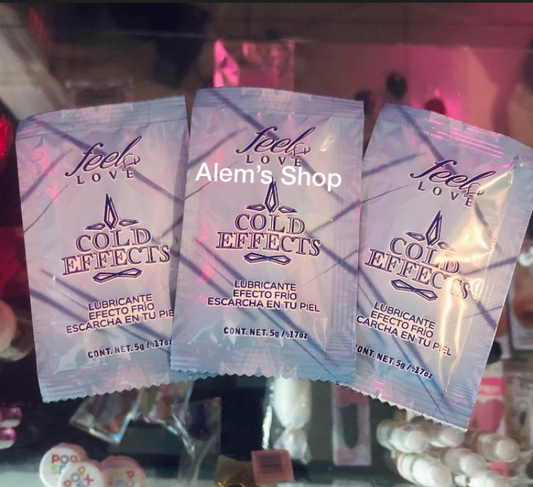 feel
LOVE
COLD
EFFECTS
LUBRICANTE
EFECTO FRÍO
ESCARCHA EN TU PIEL
CONT. NET. 5g / .17oz
feel
LOVE
Alem's Shop
COLD
EFFECTS
LUBRICANTE
EFECTO FRÍO
ESCARCHA EN TU PIEL
CONT. NET. 5g / .17oz
feel
LOVE
COLD
EFFECTS
LUBRICANTE
EFECTO FRÍO
CARCHA EN TU PIEL
CONT. NET. 5g / .17oz
POP